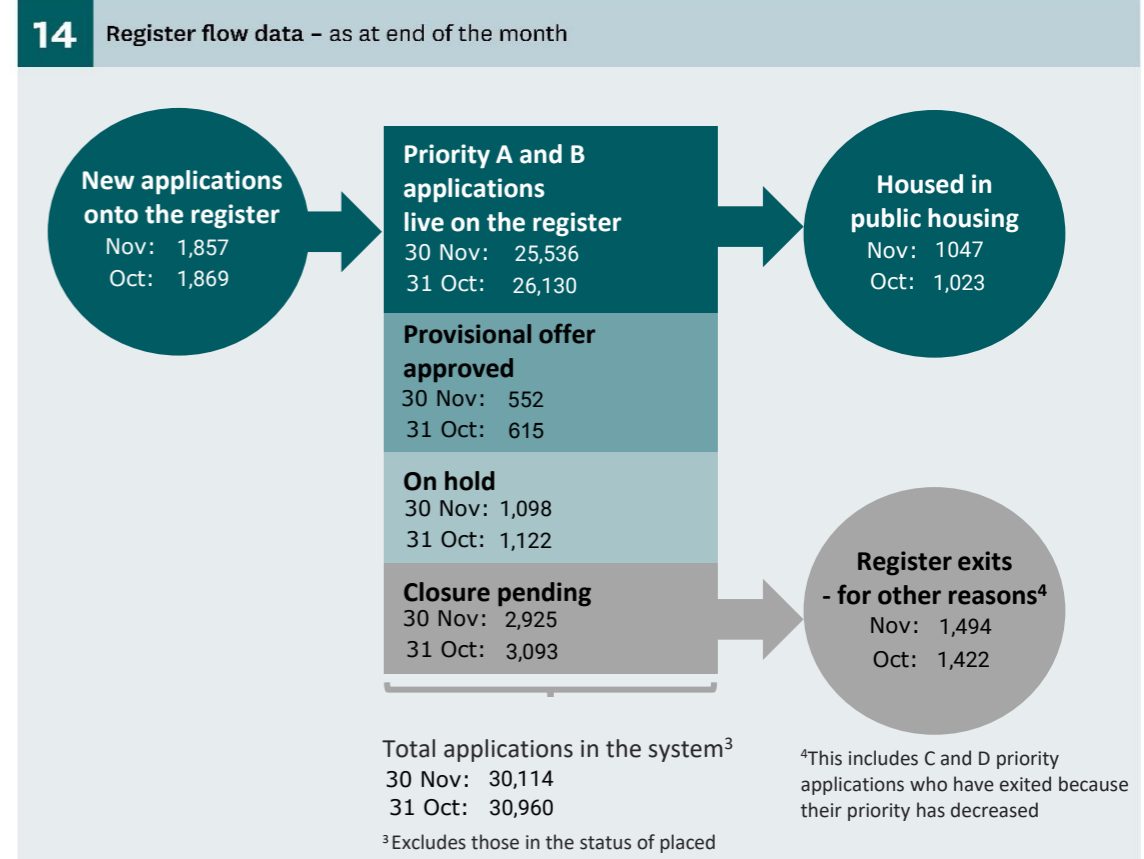 14 Register flow data – as at end of the month
New applications
onto the register
Nov: 1,857
Oct: 1,869
Priority A and B
applications
live on the register
30 Nov: 25,536
31 Oct: 26,130
Housed in
public housing
Nov: 1047
Oct: 1,023
Provisional offer
approved
30 Nov: 552
31 Oct: 615
On hold
30 Nov: 1,098
31 Oct: 1,122
Closure pending
30 Nov: 2,925
31 Oct: 3,093
Register exits
- for other reasons⁴
Nov: 1,494
Oct: 1,422
Total applications in the system³
30 Nov: 30,114
31 Oct: 30,960
³ Excludes those in the status of placed
⁴This includes C and D priority
applications who have exited because
their priority has decreased